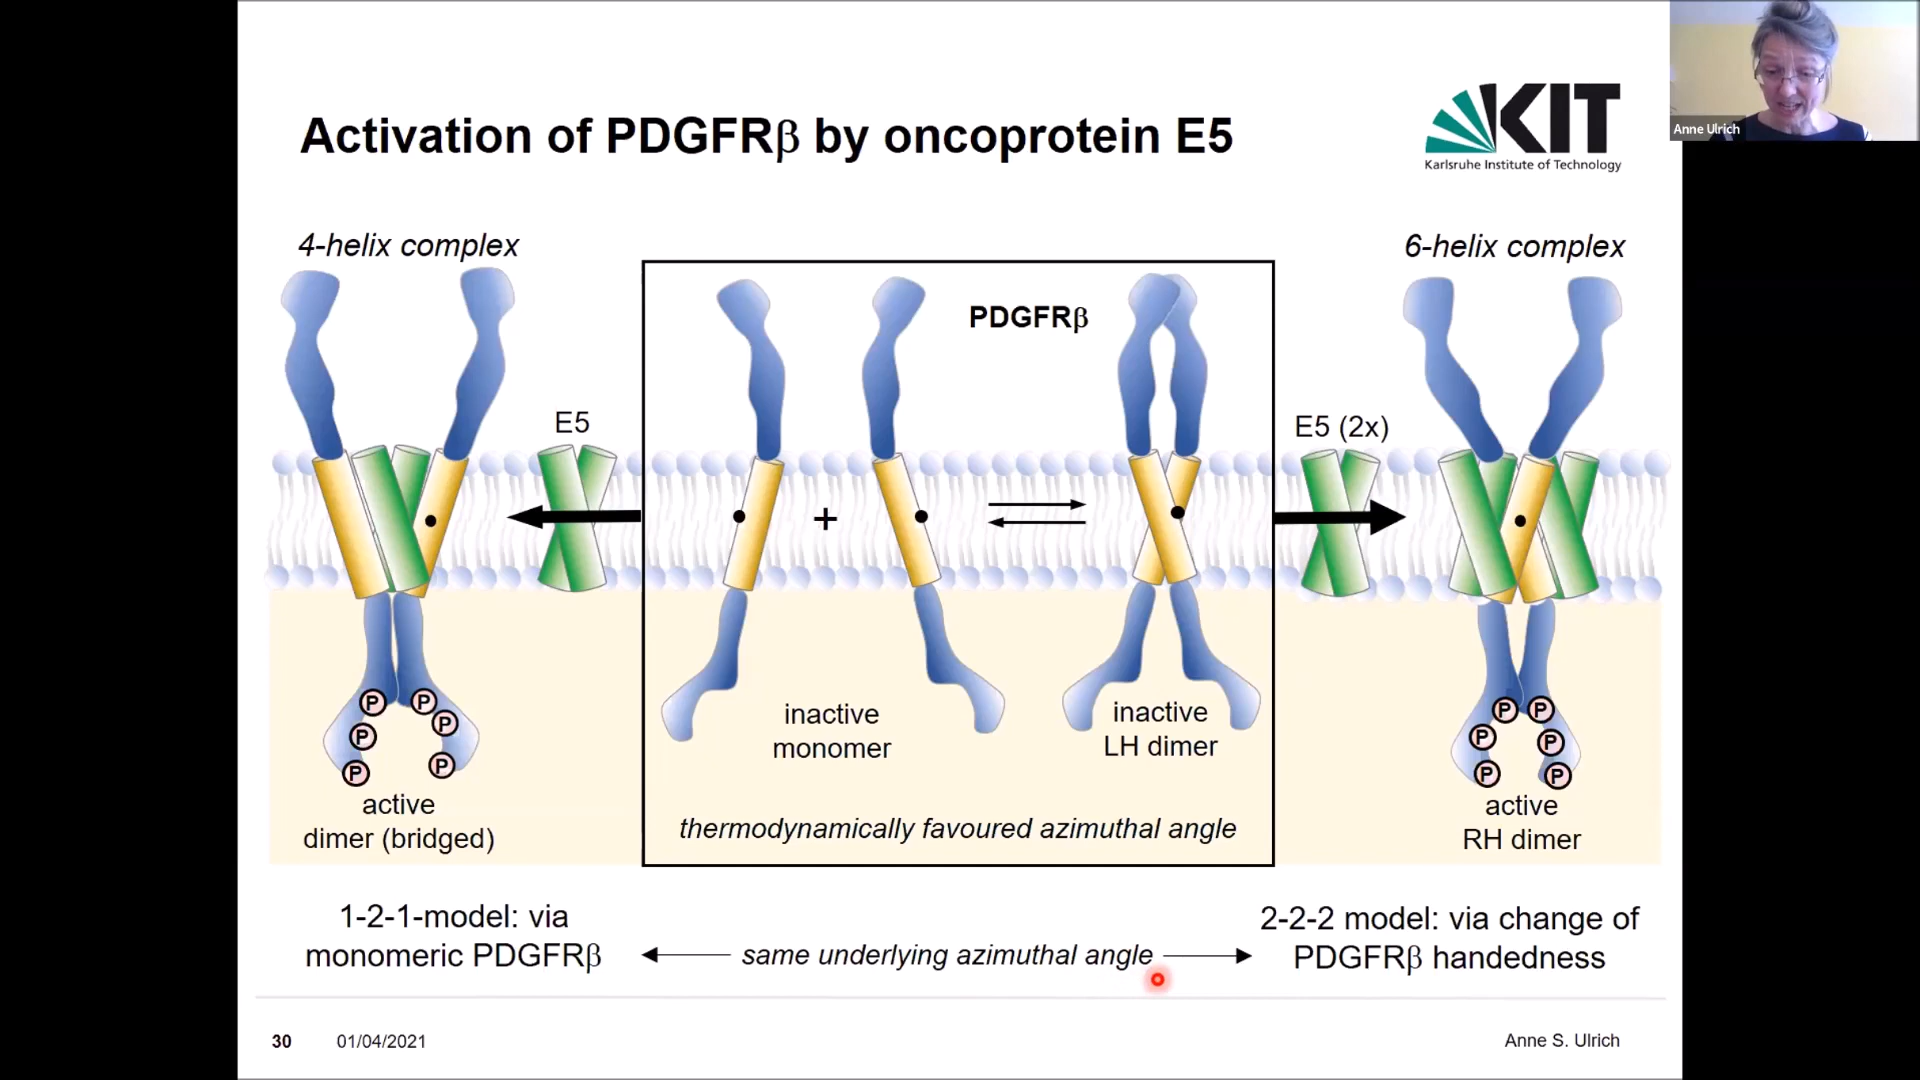 Activation of PDGFRβ by oncoprotein E5
KIT
Karlsruhe Institute of Technology
Anne Ulrich
4-helix complex
6-helix complex
PDGFRβ
E5
E5 (2x)
+
P
P
P
P
P
P
active
dimer (bridged)
inactive
monomer
inactive
LH dimer
P
P
P
P
P
P
active
RH dimer
thermodynamically favoured azimuthal angle
1-2-1-model: via
monomeric PDGFRβ
same underlying azimuthal angle
2-2-2 model: via change of
PDGFRβ handedness
30
01/04/2021
Anne S. Ulrich